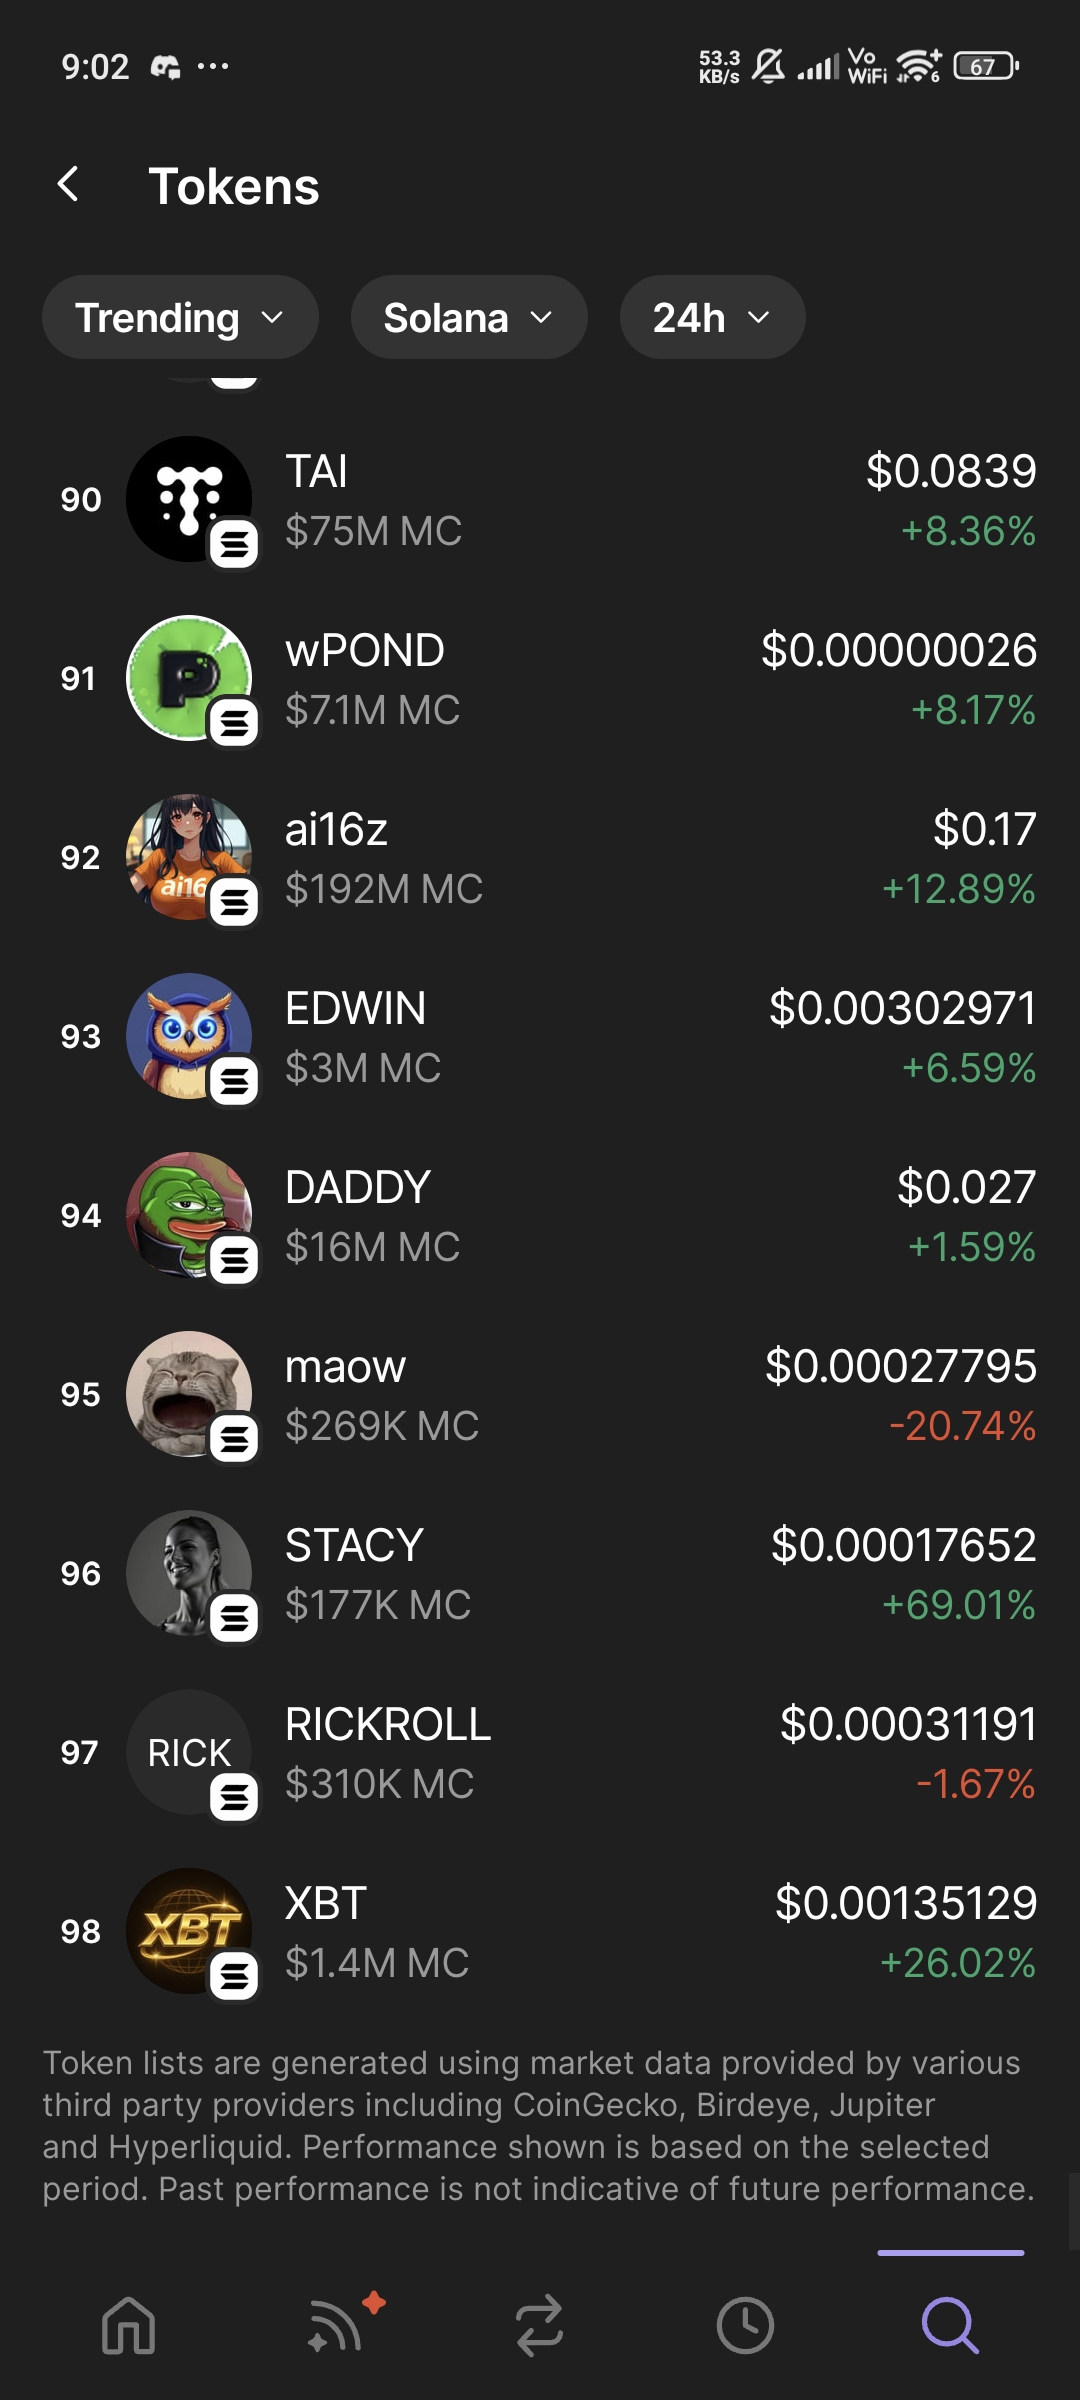 9:02
53.3
KB/s
Vo
WiFi
6
67
Tokens
Trending
Solana
24h
90
TAI
$0.0839
$75M MC
+8.36%
91
P
wPOND
$0.00000026
$7.1M MC
+8.17%
92
ai16
ai16z
$0.17
$192M MC
+12.89%
93
EDWIN
$0.00302971
$3M MC
+6.59%
94
DADDY
$0.027
$16M MC
+1.59%
95
maow
$0.00027795
$269K MC
-20.74%
96
STACY
$0.00017652
$177K MC
+69.01%
97
RICK
RICKROLL
$0.00031191
$310K MC
-1.67%
98
XBT
XBT
$0.00135129
$1.4M MC
+26.02%
Token lists are generated using market data provided by various
third party providers including CoinGecko, Birdeye, Jupiter
and Hyperliquid. Performance shown is based on the selected
period. Past performance is not indicative of future performance.